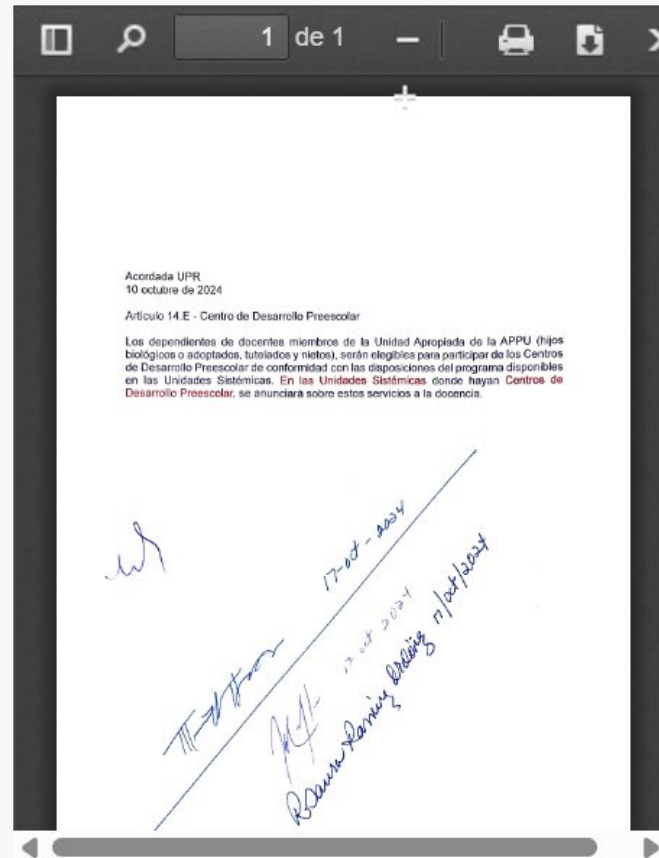 1 de 1
Acordada UPR
10 octubre de 2024
Artículo 14.E - Centro de Desarrollo Preescolar
Los dependientes de docentes miembros de la Unidad Apropiada de la APPU (hijos
biológicos o adoptados, tutelados y nietos), serán elegibles para participar de los Centros
de Desarrollo Preescolar de conformidad con las disposiciones del programa disponibles
en las Unidades Sistémicas. En las Unidades Sistémicas donde hayan Centros de
Desarrollo Preescolar, se anunciará sobre estos servicios a la docencia.
17-oct-2024
17 oct 2024
Ramírez 17/oct/2024